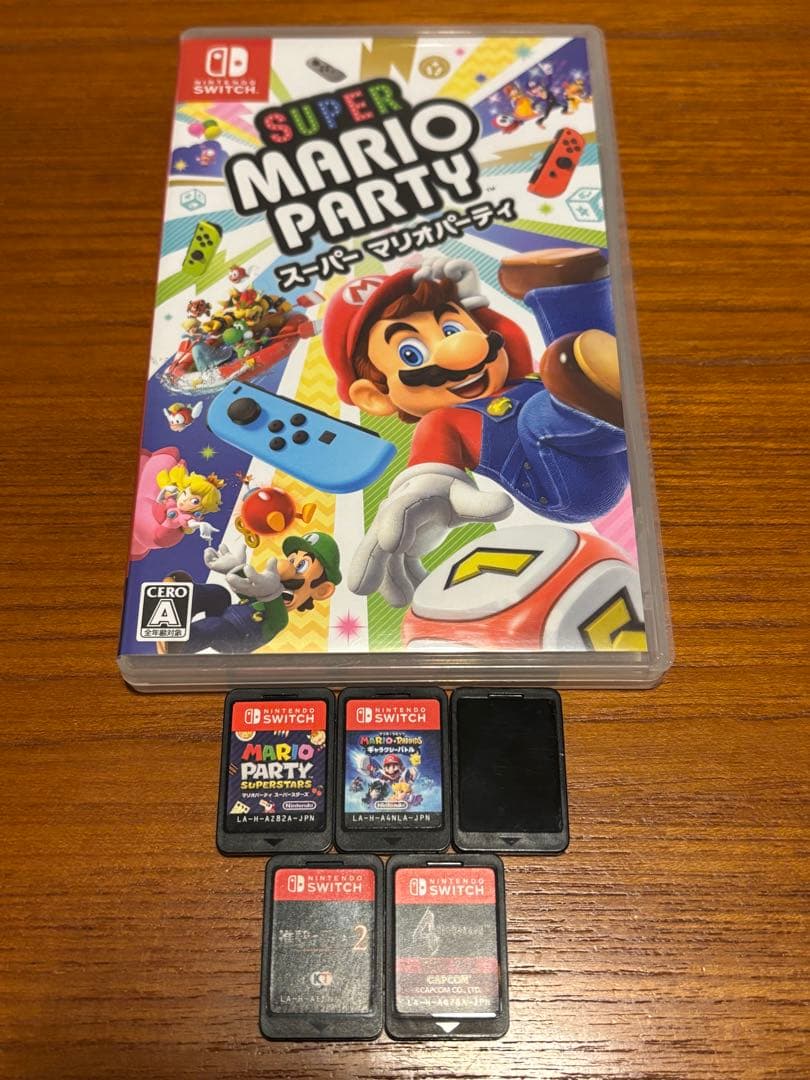 NINTENDO
SWITCH™
SUPER
MARIO
PARTY™
スーパー マリオパーティ
M
CERO
A
全年齢対象
NINTENDO
SWITCH
MARIO
PARTY
SUPERSTARS
マリオパーティ スーパースターズ
Nintendo
LA-H-AZ82A-JPN
NINTENDO
SWITCH
MARIO+RABBIDS
ギャラクシーバトル
Nintendo
LA-H-A4NLA-JPN
NINTENDO
SWITCH
2
KT
NINTENDO
SWITCH
CAPCOM
©CAPCOM CO., LTD.